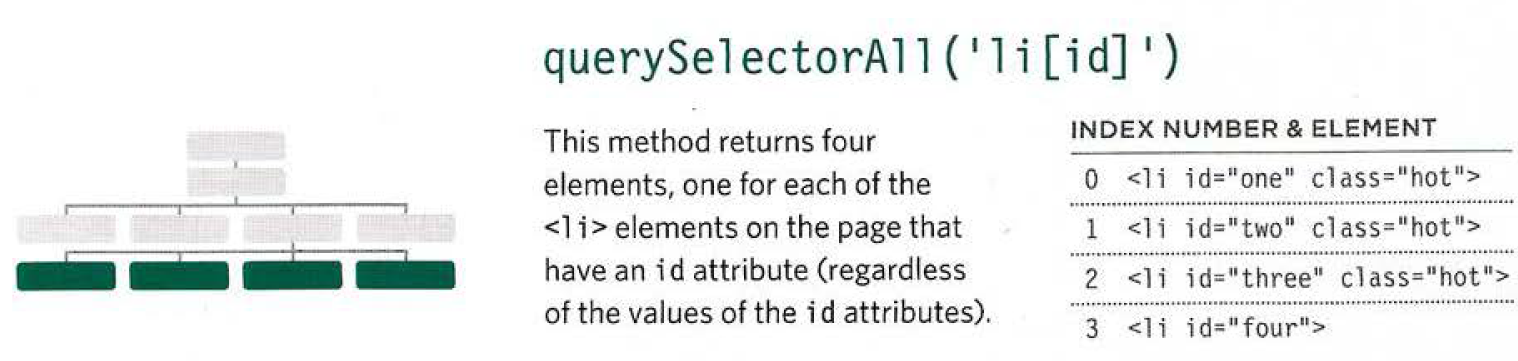 querySelectorAll('li[id]')
This method returns four
elements, one for each of the
<li> elements on the page that
have an id attribute (regardless
of the values of the id attributes).
INDEX NUMBER & ELEMENT
0 <li id="one" class="hot">
1 <li id="two" class="hot">
2 <li id="three" class="hot">
3 <li id="four">